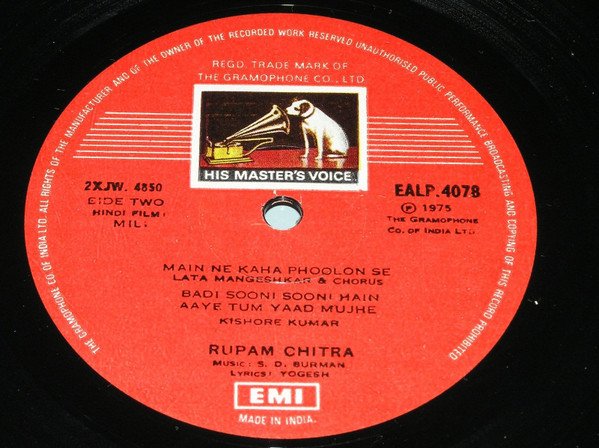 THE GRAMOPHONE CO OF INDIA LTD. ALL RIGHTS OF THE MANUFACTURER AND OF THE OWNER OF THE RECORDED WORK RESERVED UNAUTHORISED PUBLIC PERFORMANCE BROADCASTING AND COPYING OF THIS RECORD PROHIBITED
REGD. TRADE MARK OF
THE GRAMOPHONE CO., LTD
HIS MASTER'S VOICE
2XJW. 4850
SIDE TWO
HINDI FILM:
MILI
EALP. 4078
℗ 1975
THE GRAMOPHONE
CO. OF INDIA LTD.
MAIN NE KAHA PHOOLON SE
LATA MANGESHKAR & CHORUS
BADI SOONI SOONI HAIN
AAYE TUM YAAD MUJHE
KISHORE KUMAR
RUPAM CHITRA
MUSIC: S. D. BURMAN
LYRICS: YOGESH
EMI
MADE IN INDIA.